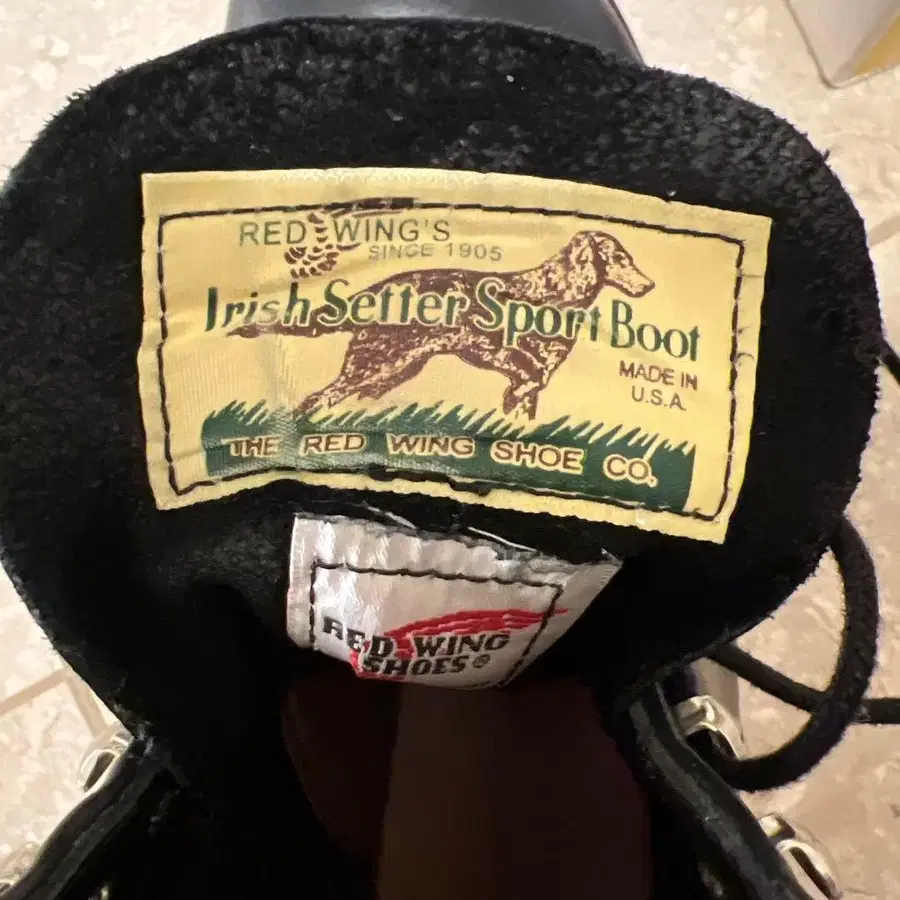 RED WING'S
SINCE 1905
Irish Setter Sport Boot
MADE IN
U.S.A.
THE RED WING SHOE CO.
RED WING
SHOES®